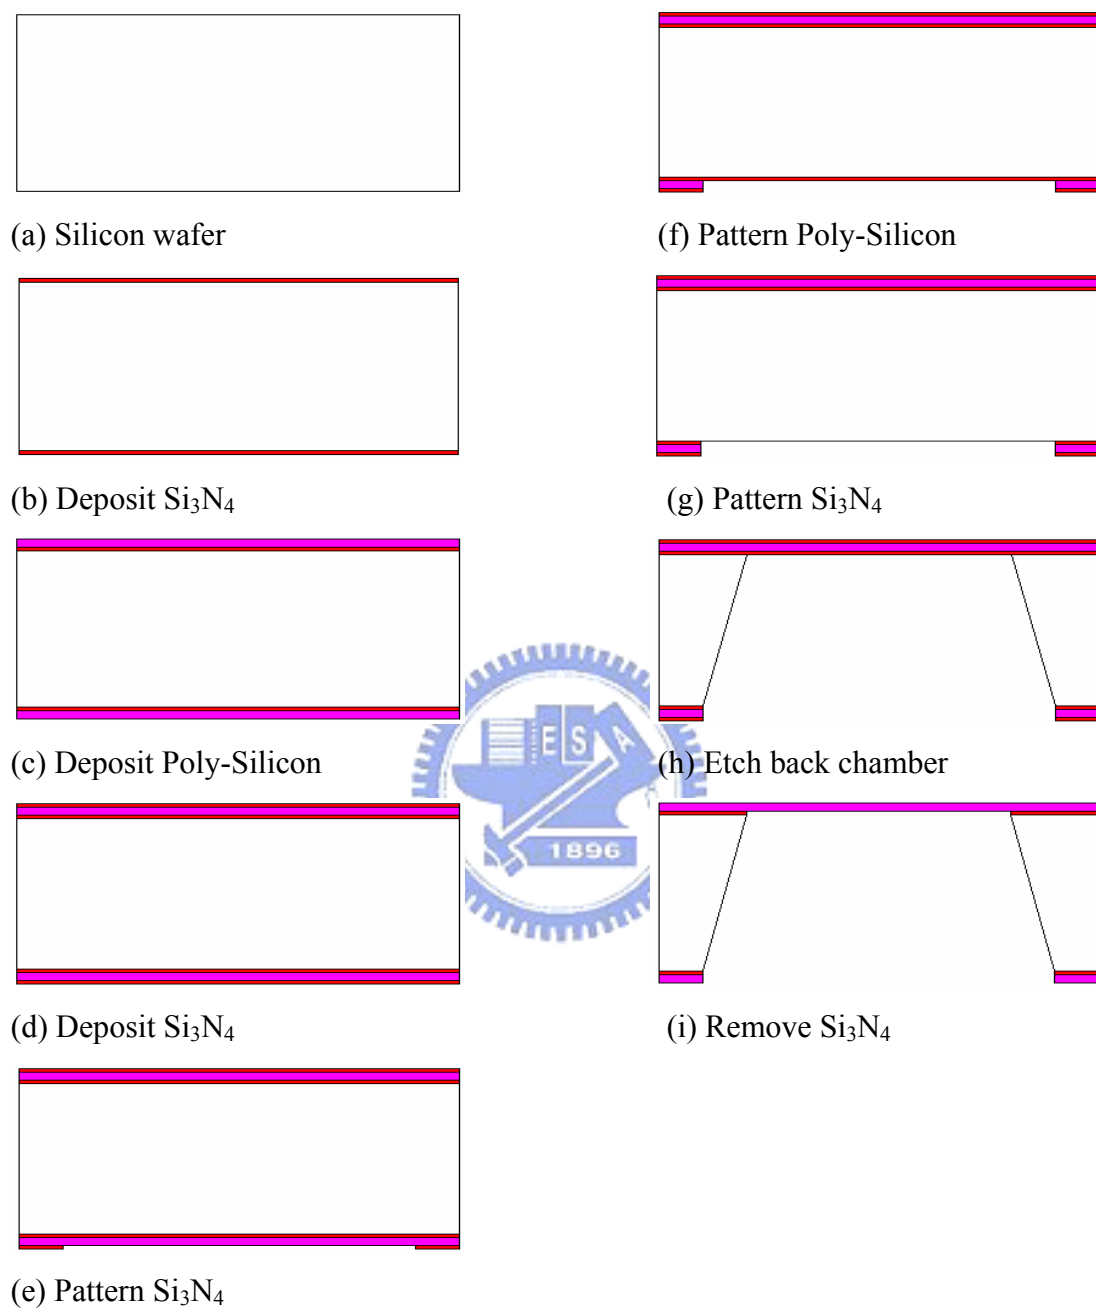 (a) Silicon wafer
(b) Deposit Si₃N₄
(c) Deposit Poly-Silicon
(d) Deposit Si₃N₄
(e) Pattern Si₃N₄
(f) Pattern Poly-Silicon
(g) Pattern Si₃N₄
(h) Etch back chamber
(i) Remove Si₃N₄
E S A
1896